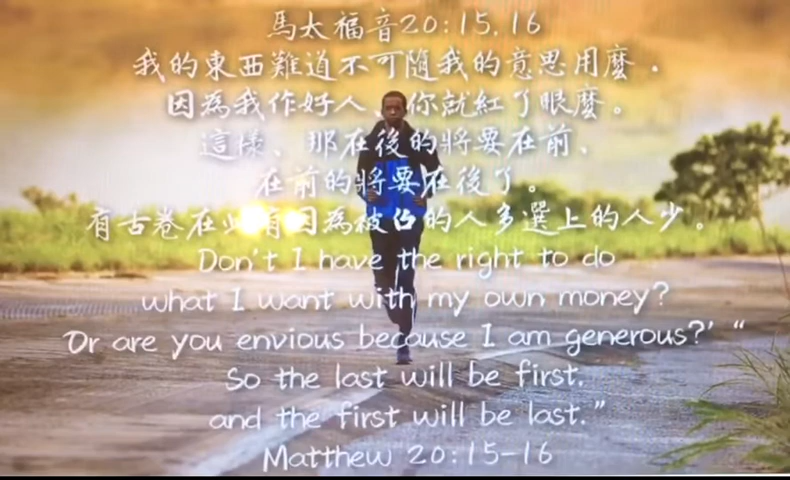 馬太福音20:15.16
我的東西難道不可隨我的意思用麼.
因為我作好人、你就紅了眼麼。
這樣、那在後的將要在前、
在前的將要在後了。
有古卷在此有因為被召的人多選上的人少。
Don't I have the right to do
what I want with my own money?
Or are you envious because I am generous?' “
So the last will be first.
and the first will be last.”
Matthew 20:15-16